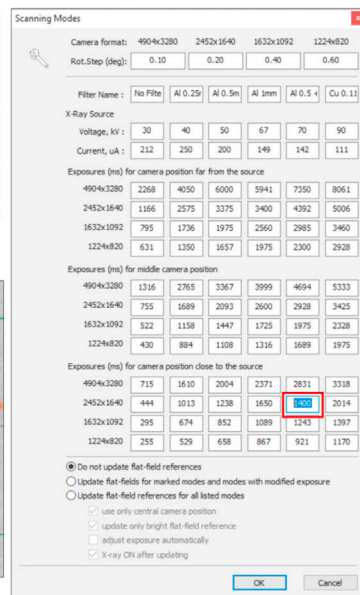 Scanning Modes
Camera format: 4904x3280 2452x1640 1632x1092 1224x820
Rot.Step (deg): 0.10 0.20 0.40 0.60
Filter Name : No Filte Al 0.25 Al 0.5m Al 1mm Al 0.5 + Cu 0.11
X-Ray Source
Voltage, kV : 30 40 50 67 70 90
Current, uA : 212 250 200 149 142 111
Exposures (ms) for camera position far from the source
4904x3280 2268 4050 6000 5941 7350 8061
2452x1640 1166 2575 3375 3400 4392 5006
1632x1092 795 1736 1975 2560 2985 3460
1224x820 631 1350 1657 1975 2300 2928
Exposures (ms) for middle camera position
4904x3280 1316 2765 3367 3999 4694 5333
2452x1640 755 1689 2093 2600 2928 3425
1632x1092 522 1158 1447 1725 1975 2328
1224x820 430 884 1108 1316 1689 1975
Exposures (ms) for camera position close to the source
4904x3280 715 1610 2004 2371 2831 3318
2452x1640 444 1013 1238 1650 1400 2014
1632x1092 295 674 852 1089 1243 1397
1224x820 255 529 658 867 921 1170
Do not update flat-field references
Update flat-fields for marked modes and modes with modified exposure
Update flat-field references for all listed modes
use only central camera position
update only bright flat-field reference
adjust exposure automatically
X-ray ON after updating
OK Cancel